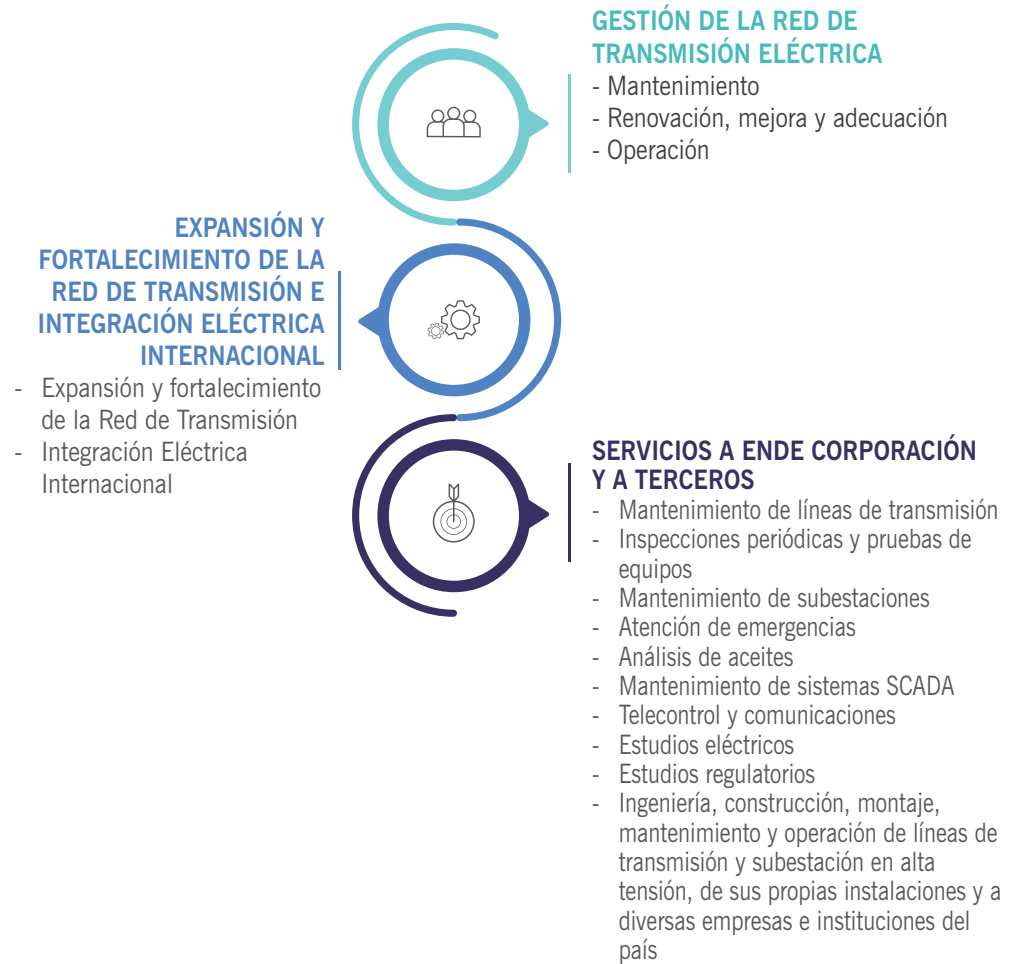 GESTIÓN DE LA RED DE
TRANSMISIÓN ELÉCTRICA
- Mantenimiento
- Renovación, mejora y adecuación
- Operación
EXPANSIÓN Y
FORTALECIMIENTO DE LA
RED DE TRANSMISIÓN E
INTEGRACIÓN ELÉCTRICA
INTERNACIONAL
- Expansión y fortalecimiento
de la Red de Transmisión
- Integración Eléctrica
Internacional
SERVICIOS A ENDE CORPORACIÓN
Y A TERCEROS
- Mantenimiento de líneas de transmisión
- Inspecciones periódicas y pruebas de
equipos
- Mantenimiento de subestaciones
- Atención de emergencias
- Análisis de aceites
- Mantenimiento de sistemas SCADA
- Telecontrol y comunicaciones
- Estudios eléctricos
- Estudios regulatorios
- Ingeniería, construcción, montaje,
mantenimiento y operación de líneas de
transmisión y subestación en alta
tensión, de sus propias instalaciones y a
diversas empresas e instituciones del
país